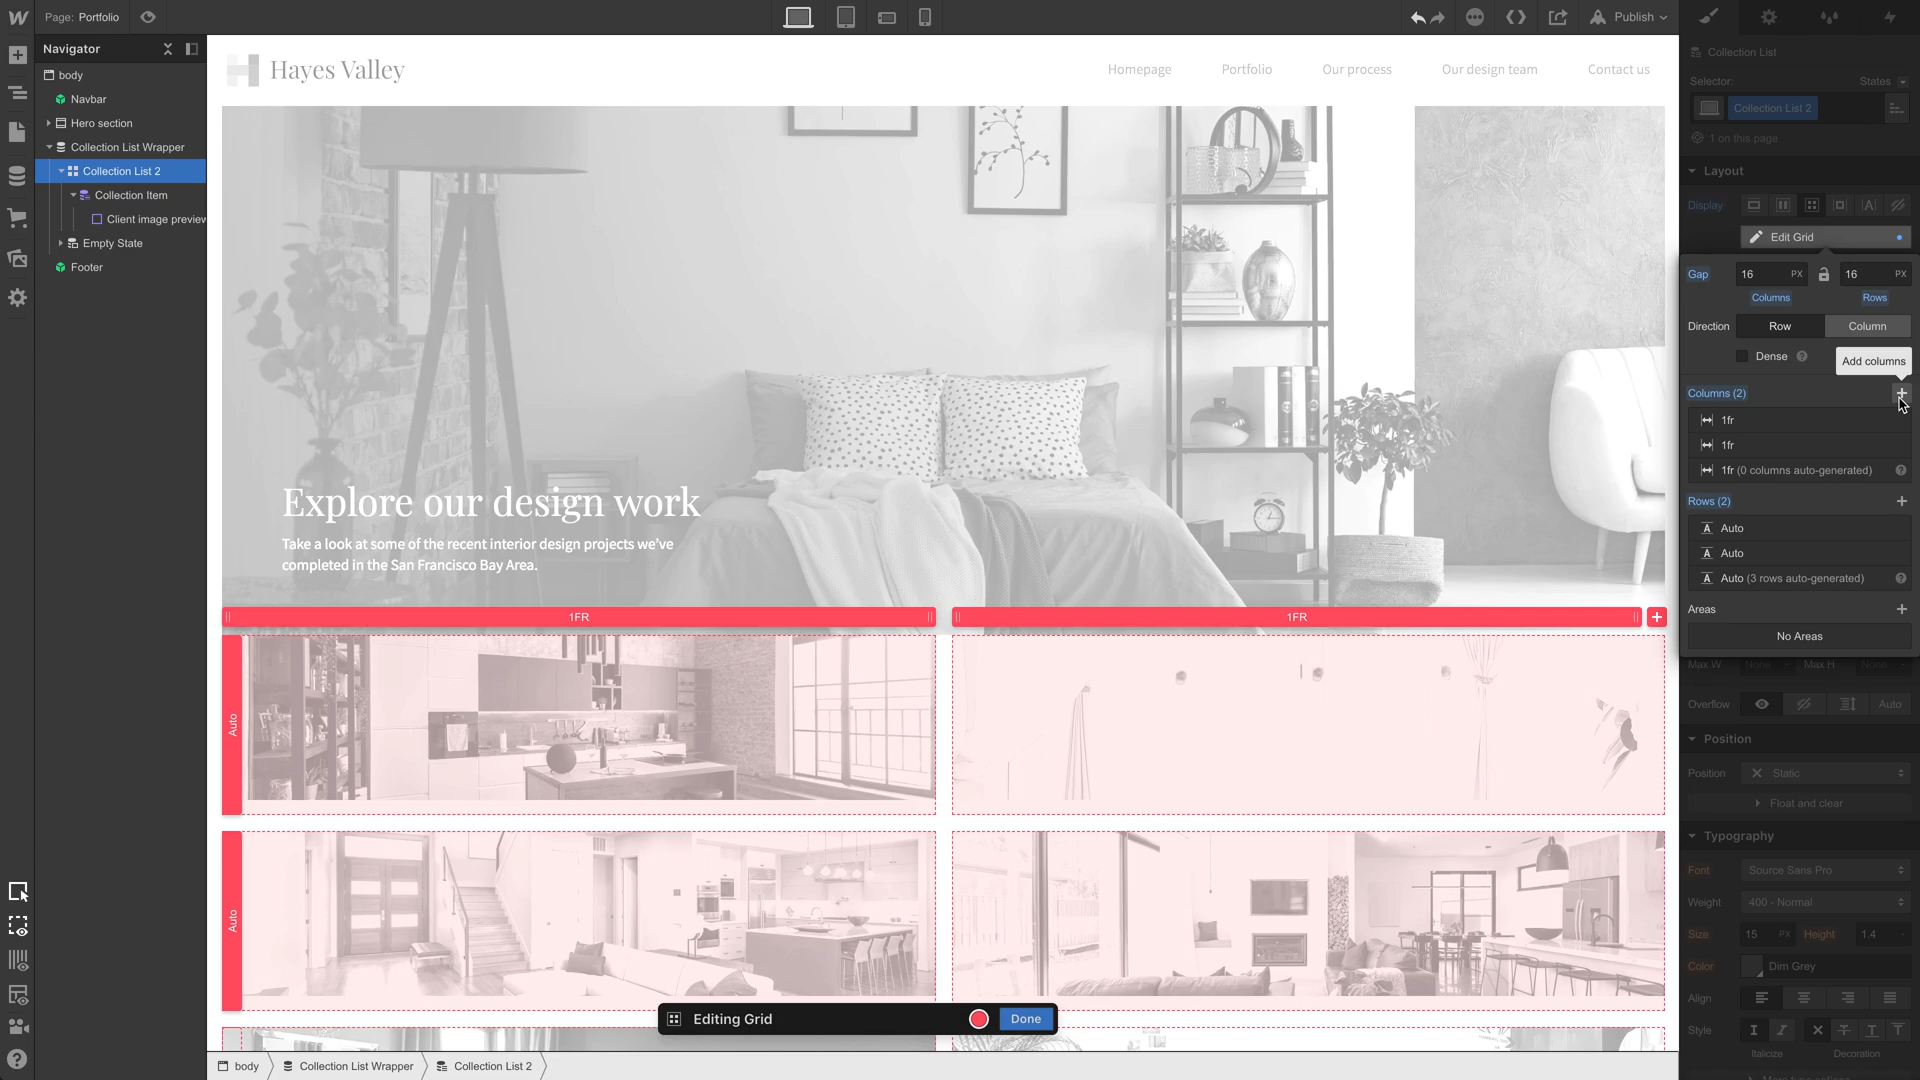 Page: Portfolio
Publish
Navigator
body
Navbar
Hero section
Collection List Wrapper
Collection List 2
Collection Item
Client image preview
Empty State
Footer
Hayes Valley
Homepage
Portfolio
Our process
Our design team
Contact us
Explore our design work
Take a look at some of the recent interior design projects we've
completed in the San Francisco Bay Area.
1FR
1FR
Auto
Auto
Editing Grid
Done
body
Collection List Wrapper
Collection List 2
Collection List
Selector:
States
Collection List 2
1 on this page
Layout
Display
Edit Grid
Gap
16 PX
16 PX
Columns
Rows
Direction
Row
Column
Dense
Add columns
Columns (2)
1fr
1fr
1fr (0 columns auto-generated)
Rows (2)
Auto
Auto
Auto (3 rows auto-generated)
Areas
No Areas
Max W
None
Max H
None
Overflow
Auto
Position
Position
Static
Float and clear
Typography
Font
Source Sans Pro
Weight
400 - Normal
Size
15 PX
Height
1.4 -
Color
Dim Grey
Align
Style
Italicize
Decoration